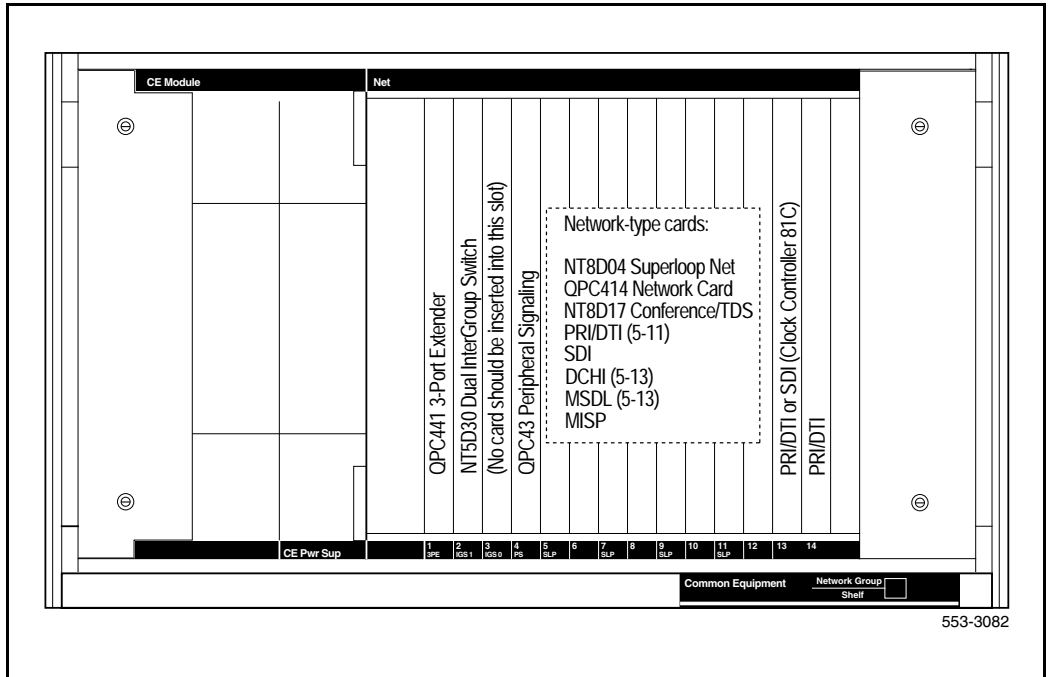 CE Module
Net
QPC441 3-Port Extender
NT5D30 Dual InterGroup Switch
(No card should be inserted into this slot)
QPC43 Peripheral Signaling
Network-type cards:
NT8D04 Superloop Net
QPC414 Network Card
NT8D17 Conference/TDS
PRI/DTI (5-11)
SDI
DCHI (5-13)
MSDL (5-13)
MISP
PRI/DTI or SDI (Clock Controller 81C)
PRI/DTI
CE Pwr Sup
1 2 3 4 5 6 7 8 9 10 11 12 13 14
3PE IGS 1 IGS 0 PS SLP SLP SLP SLP
Common Equipment
Network Group
Shelf
553-3082